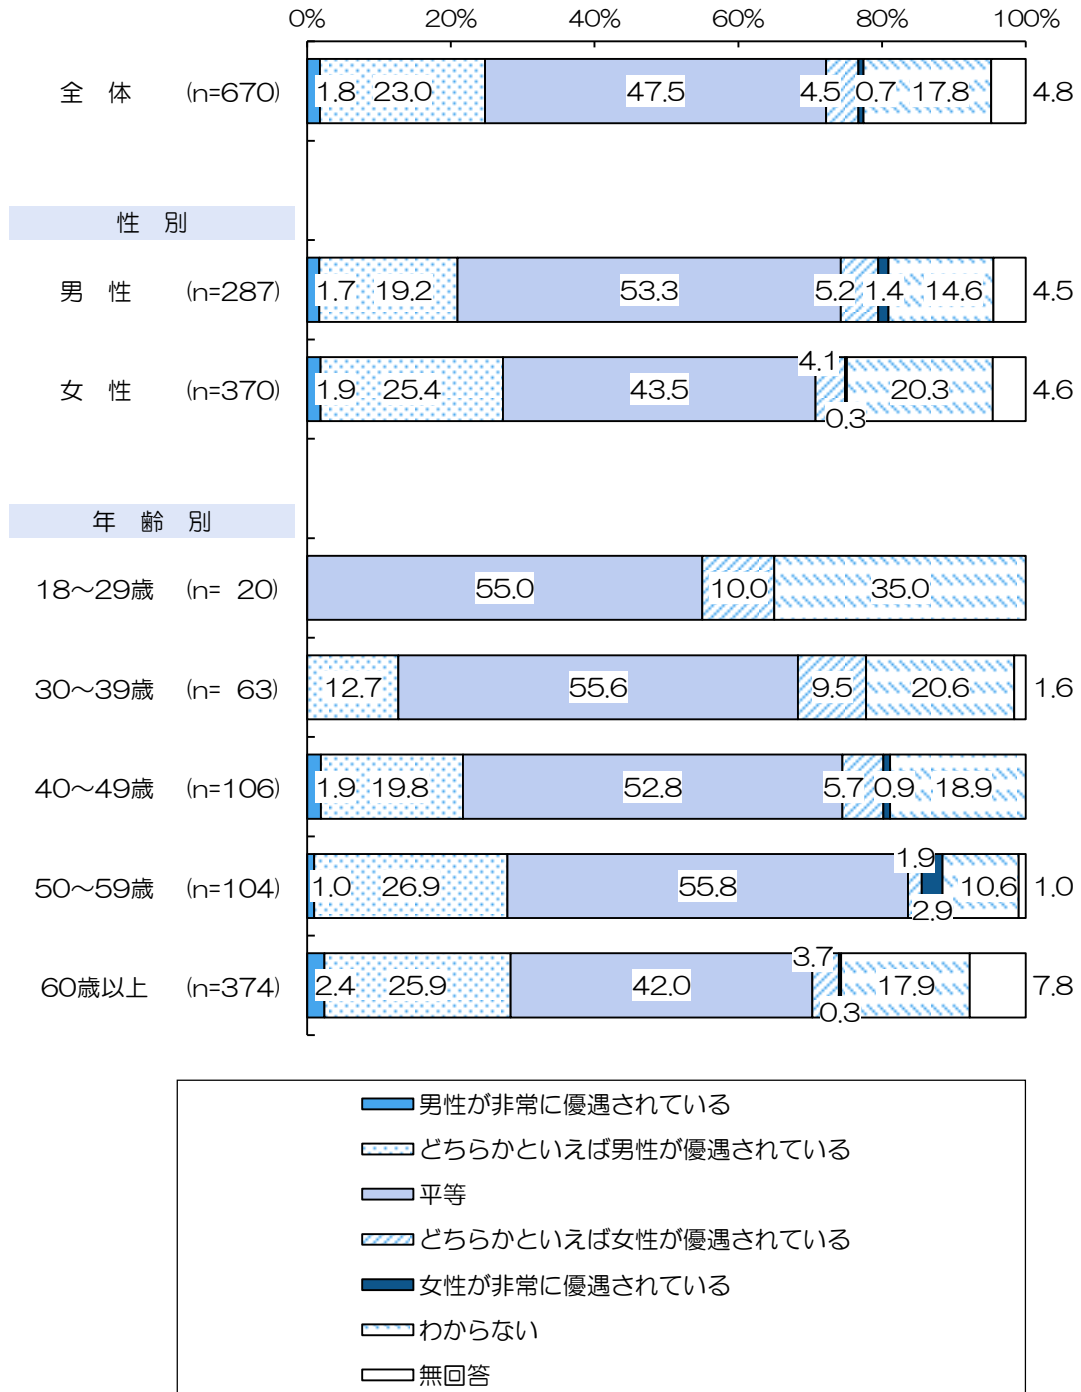 0% 20% 40% 60% 80% 100%
全 体 (n=670) 1.8 23.0 47.5 4.5 0.7 17.8 4.8
性 別
男 性 (n=287) 1.7 19.2 53.3 5.2 1.4 14.6 4.5
女 性 (n=370) 1.9 25.4 43.5 4.1 0.3 20.3 4.6
年 齢 別
18～29歳 (n= 20) 55.0 10.0 35.0
30～39歳 (n= 63) 12.7 55.6 9.5 20.6 1.6
40～49歳 (n=106) 1.9 19.8 52.8 5.7 0.9 18.9
50～59歳 (n=104) 1.0 26.9 55.8 1.9 2.9 10.6 1.0
60歳以上 (n=374) 2.4 25.9 42.0 3.7 0.3 17.9 7.8
男性が非常に優遇されている
どちらかといえば男性が優遇されている
平等
どちらかといえば女性が優遇されている
女性が非常に優遇されている
わからない
無回答